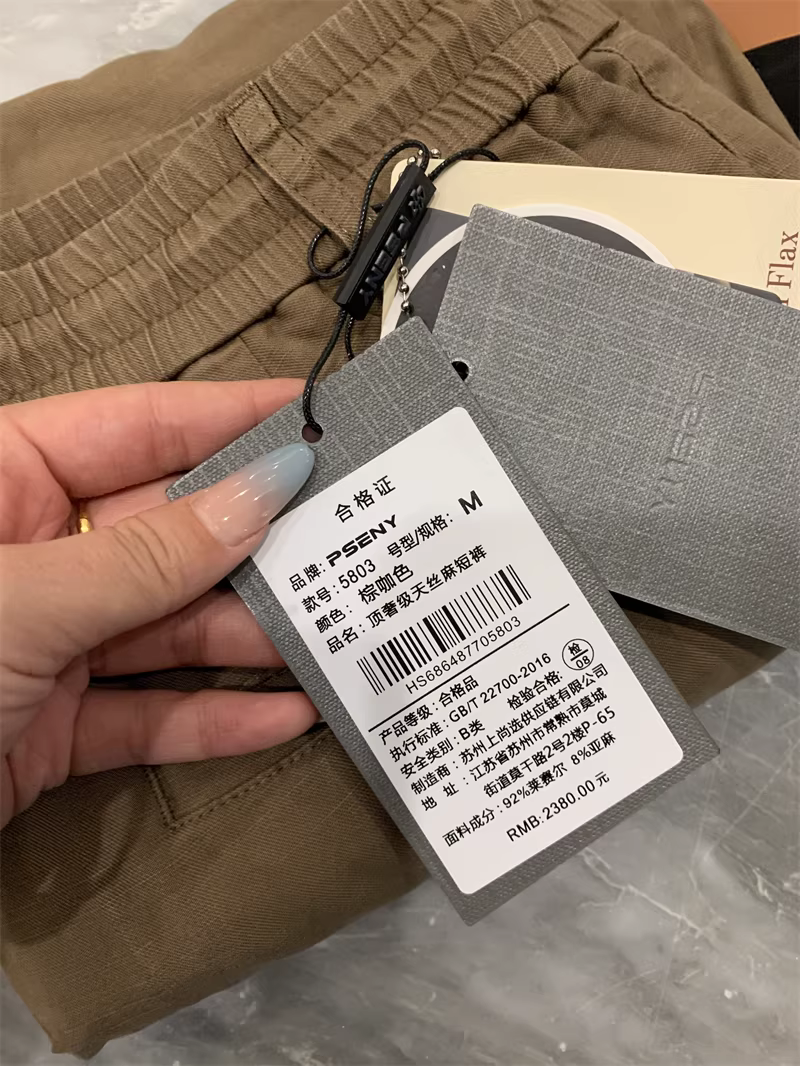 PSENY
Flax
PSENY
合格证
品牌: PSENY
款号: 5803 号型/规格: M
颜色: 棕咖色
品名: 顶奢级天丝麻短裤
HS686487705803
产品等级: 合格品
执行标准: GB/T 22700-2016
安全类别: B类 检验合格: 检08
制造商: 苏州上尚选供应链有限公司
地 址: 江苏省苏州市常熟市莫城
街道莫干路2号2楼P-65
面料成分: 92%莱赛尔 8%亚麻
RMB: 2380.00 元